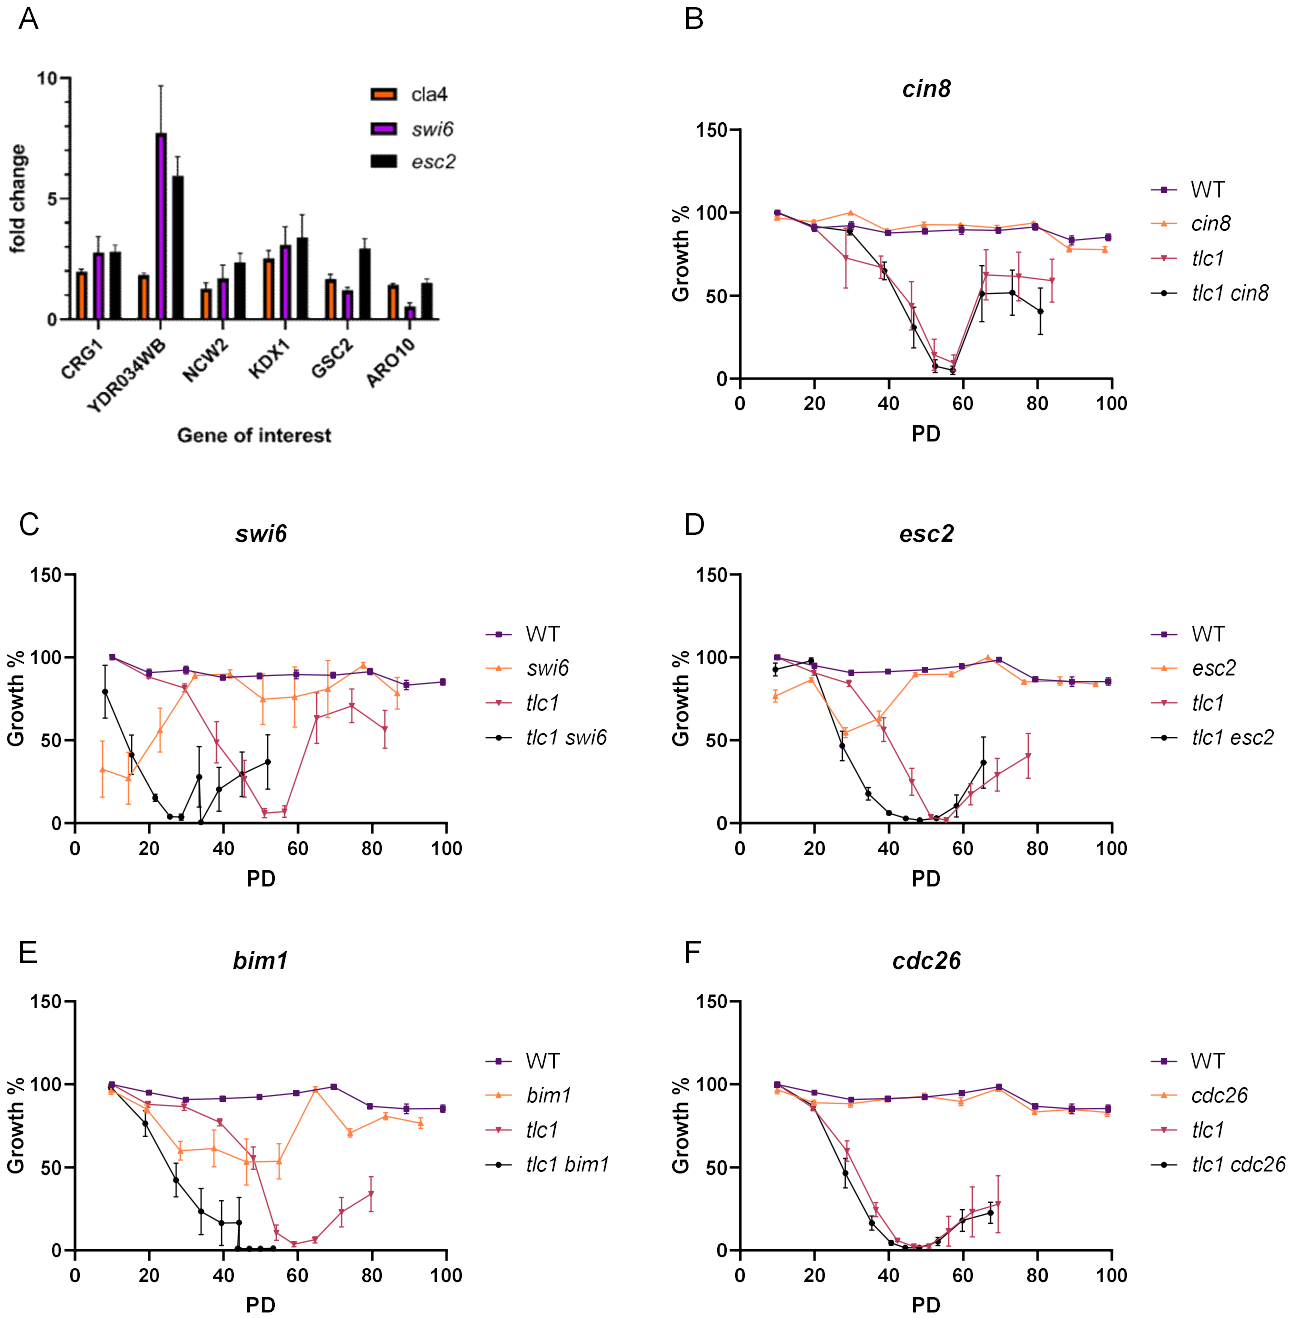 A
10
5
0
fold change
cla4
swi6
esc2
CRG1
YDR034WB
NCW2
KDX1
GSC2
ARO10
Gene of interest
B
cin8
150
100
50
0
Growth %
0 20 40 60 80 100
PD
WT
cin8
tlc1
tlc1 cin8
C
swi6
150
100
50
0
Growth %
0 20 40 60 80 100
PD
WT
swi6
tlc1
tlc1 swi6
D
esc2
150
100
50
0
Growth %
0 20 40 60 80 100
PD
WT
esc2
tlc1
tlc1 esc2
E
bim1
150
100
50
0
Growth %
0 20 40 60 80 100
PD
WT
bim1
tlc1
tlc1 bim1
F
cdc26
150
100
50
0
Growth %
0 20 40 60 80 100
PD
WT
cdc26
tlc1
tlc1 cdc26